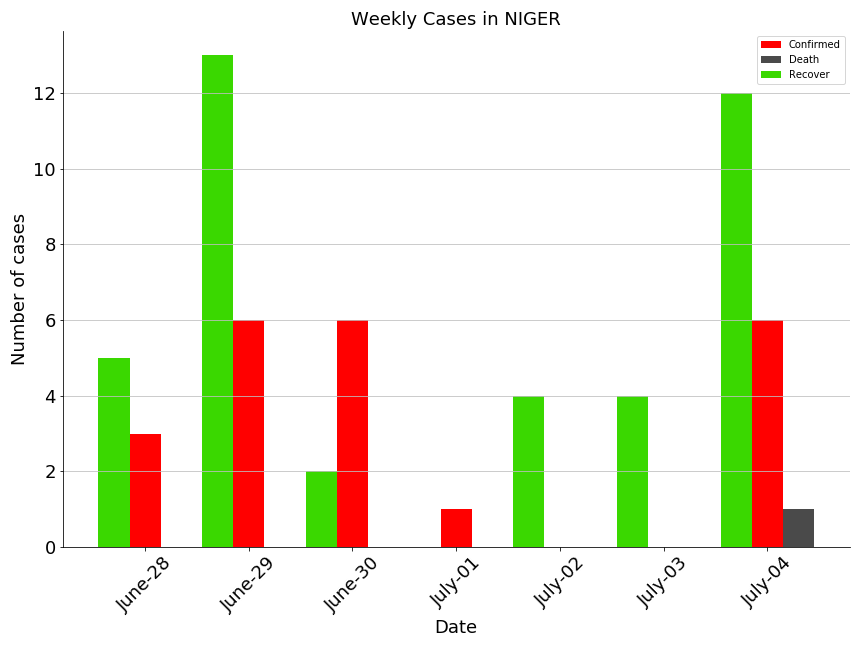 Weekly Cases in NIGER
Confirmed
Death
Recover
Number of cases
12
10
8
6
4
2
0
June-28
June-29
June-30
July-01
July-02
July-03
July-04
Date